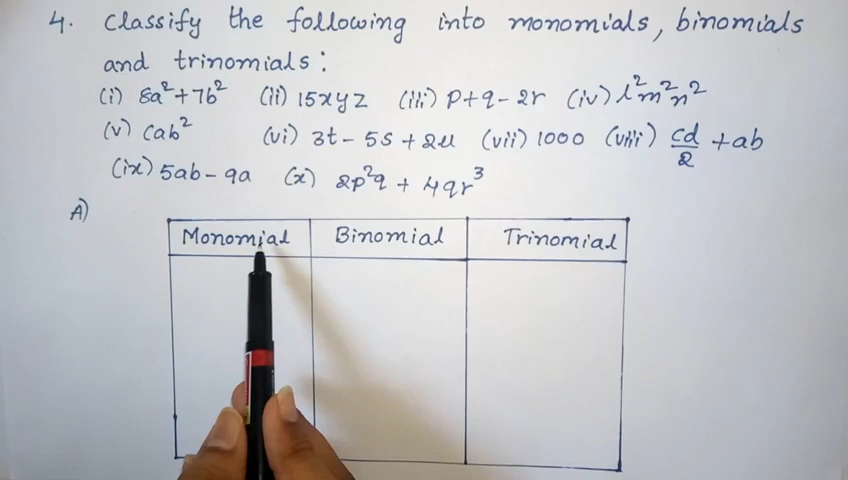 4. Classify the following into monomials, binomials
and trinomials:
(i) 8a²+7b² (ii) 15xyz (iii) p+q-2r (iv) l²m²n²
(v) cab² (vi) 3t-5s+2u (vii) 1000 (viii) cd/2 +ab
(ix) 5ab-9a (x) 2p²q + 4qr³
A)
Monomial Binomial Trinomial